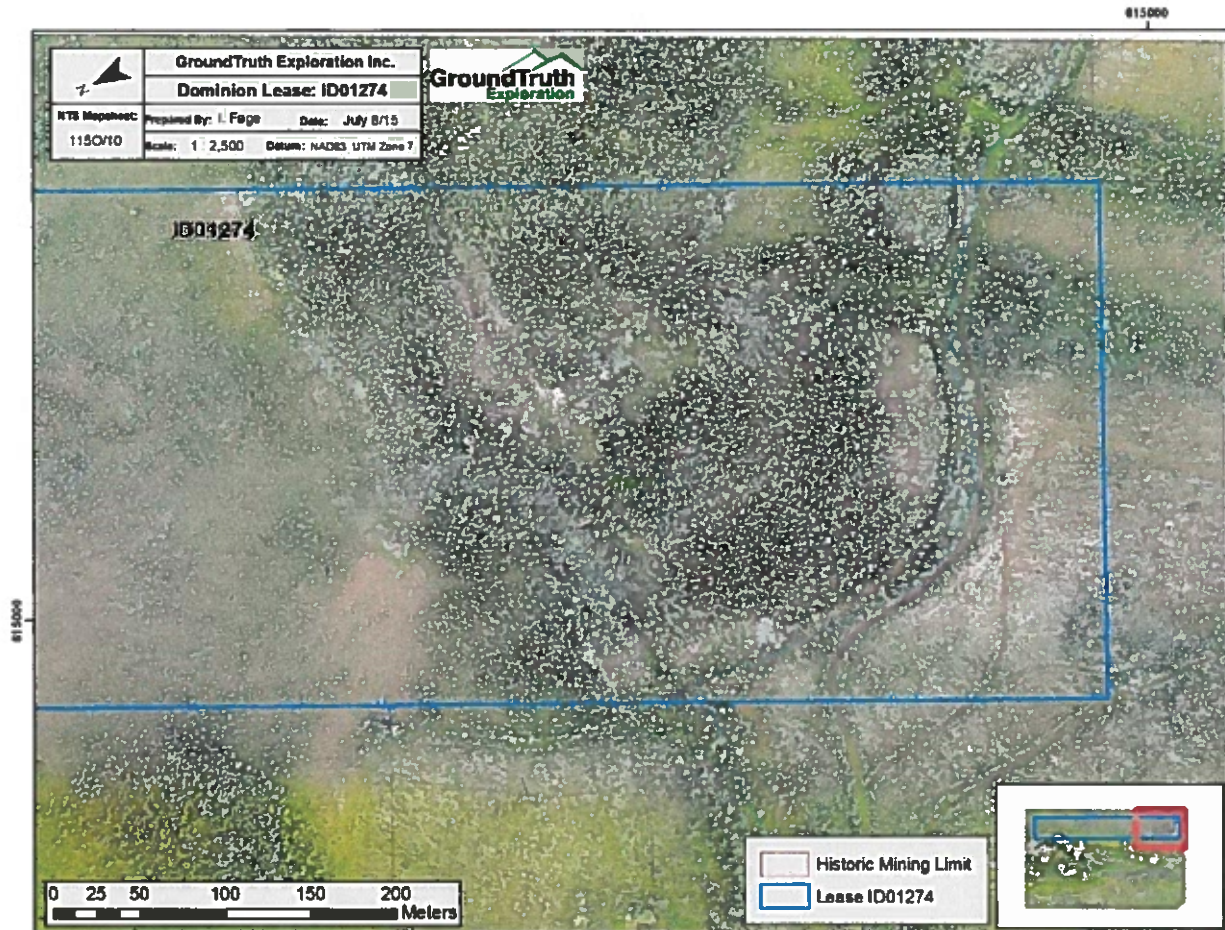 615000
GroundTruth Exploration Inc.
Dominion Lease: ID01274
NTS Mapsheet:
115O/10
Prepared By: I. Fage Date: July 8/15
Scale: 1: 2,500 Datum: NAD83 UTM Zone 7
GroundTruth
Exploration
ID01274
615000
0 25 50 100 150 200
Meters
Historic Mining Limit
Lease ID01274